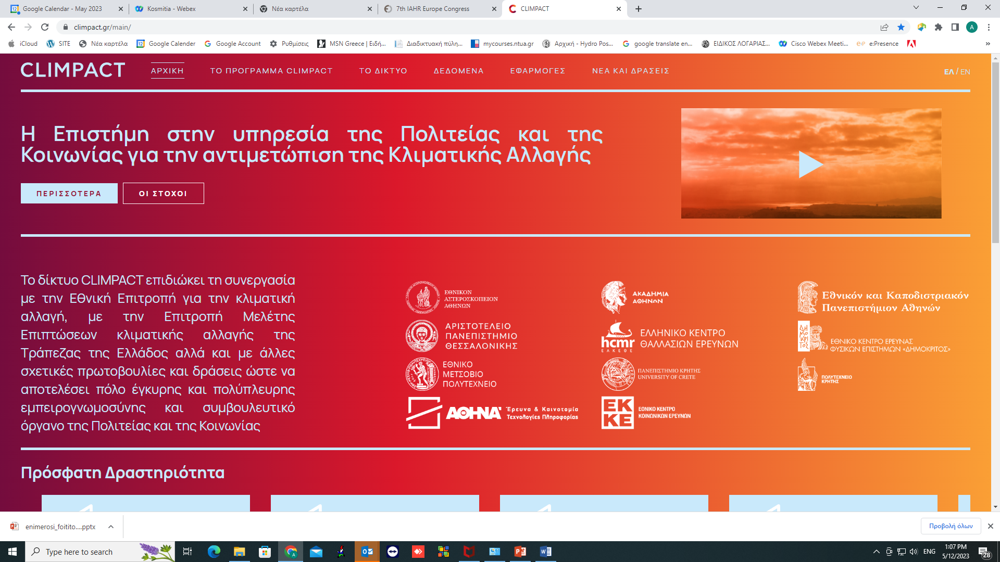 Google Calendar - May 2023
Kosmitia - Webex
Νέα καρτέλα
7th IAHR Europe Congress
CLIMPACT
climpact.gr/main/
iCloud
SITE
Νέα καρτέλα
Google Calender
Google Account
Ρυθμίσεις
MSN Greece | Ειδή...
Διαδικτυακή πύλη...
mycourses.ntua.gr
Αρχική - Hydro Pos...
google translate en...
ΕΙΔΙΚΟΣ ΛΟΓΑΡΙΑΣ...
Cisco Webex Meeti...
e:Presence
CLIMPACT
ΑΡΧΙΚΗ
ΤΟ ΠΡΟΓΡΑΜΜΑ CLIMPACT
ΤΟ ΔΙΚΤΥΟ
ΔΕΔΟΜΕΝΑ
ΕΦΑΡΜΟΓΕΣ
ΝΕΑ ΚΑΙ ΔΡΑΣΕΙΣ
ΕΛ / EN
Η Επιστήμη στην υπηρεσία της Πολιτείας και της
Κοινωνίας για την αντιμετώπιση της Κλιματικής Αλλαγής
ΠΕΡΙΣΣΟΤΕΡΑ
ΟΙ ΣΤΟΧΟΙ
Το δίκτυο CLIMPACT επιδιώκει τη συνεργασία
με την Εθνική Επιτροπή για την κλιματική
αλλαγή, με την Επιτροπή Μελέτης
Επιπτώσεων κλιματικής αλλαγής της
Τράπεζας της Ελλάδος αλλά και με άλλες
σχετικές πρωτοβουλίες και δράσεις ώστε να
αποτελέσει πόλο έγκυρης και πολύπλευρης
εμπειρογνωμοσύνης και συμβουλευτικό
όργανο της Πολιτείας και της Κοινωνίας
ΕΘΝΙΚΟΝ
ΑΣΤΕΡΟΣΚΟΠΕΙΟΝ
ΑΘΗΝΩΝ
ΑΚΑΔΗΜΙΑ
ΑΘΗΝΩΝ
Εθνικόν και Καποδιστριακόν
Πανεπιστήμιον Αθηνών
ΑΡΙΣΤΟΤΕΛΕΙΟ
ΠΑΝΕΠΙΣΤΗΜΙΟ
ΘΕΣΣΑΛΟΝΙΚΗΣ
hcmr
ΕΛΚΕΘΕ
ΕΛΛΗΝΙΚΟ ΚΕΝΤΡΟ
ΘΑΛΑΣΣΙΩΝ ΕΡΕΥΝΩΝ
ΔΗ
ΜΟ
ΚΡΙ
ΤΟΣ
ΕΘΝΙΚΟ ΚΕΝΤΡΟ ΕΡΕΥΝΑΣ
ΦΥΣΙΚΩΝ ΕΠΙΣΤΗΜΩΝ «ΔΗΜΟΚΡΙΤΟΣ»
ΕΘΝΙΚΟ
ΜΕΤΣΟΒΙΟ
ΠΟΛΥΤΕΧΝΕΙΟ
ΠΑΝΕΠΙΣΤΗΜΙΟ ΚΡΗΤΗΣ
UNIVERSITY OF CRETE
ΠΟΛΥΤΕΧΝΕΙΟ
ΚΡΗΤΗΣ
ΑΘΗΝΑ
Έρευνα & Καινοτομία
Τεχνολογίες Πληροφορίας
ΕΚ
ΚΕ
ΕΘΝΙΚΟ ΚΕΝΤΡΟ
ΚΟΙΝΩΝΙΚΩΝ ΕΡΕΥΝΩΝ
Πρόσφατη Δραστηριότητα
enimerosi_foitito....pptx
Προβολή όλων
Type here to search
ENG
1:07 PM
5/12/2023
28